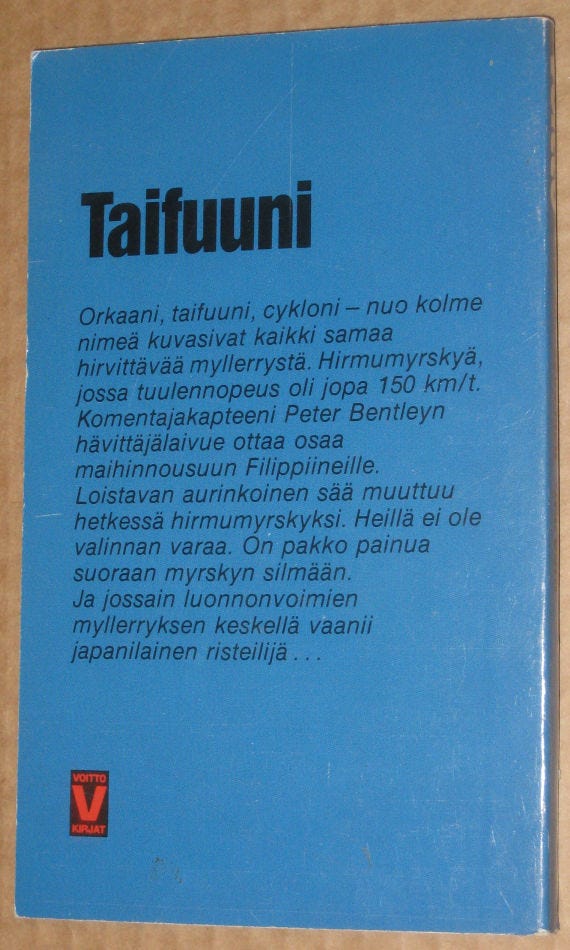 Taifuuni
Orkaani, taifuuni, cykloni – nuo kolme
nimeä kuvasivat kaikki samaa
hirvittävää myllerrystä. Hirmumyrskyä,
jossa tuulennopeus oli jopa 150 km/t.
Komentajakapteeni Peter Bentleyn
hävittäjälaivue ottaa osaa
maihinnousuun Filippiineille.
Loistavan aurinkoinen sää muuttuu
hetkessä hirmumyrskyksi. Heillä ei ole
valinnan varaa. On pakko painua
suoraan myrskyn silmään.
Ja jossain luonnonvoimien
myllerryksen keskellä vaanii
japanilainen risteilijä ...
VOITTO
V
KIRJAT